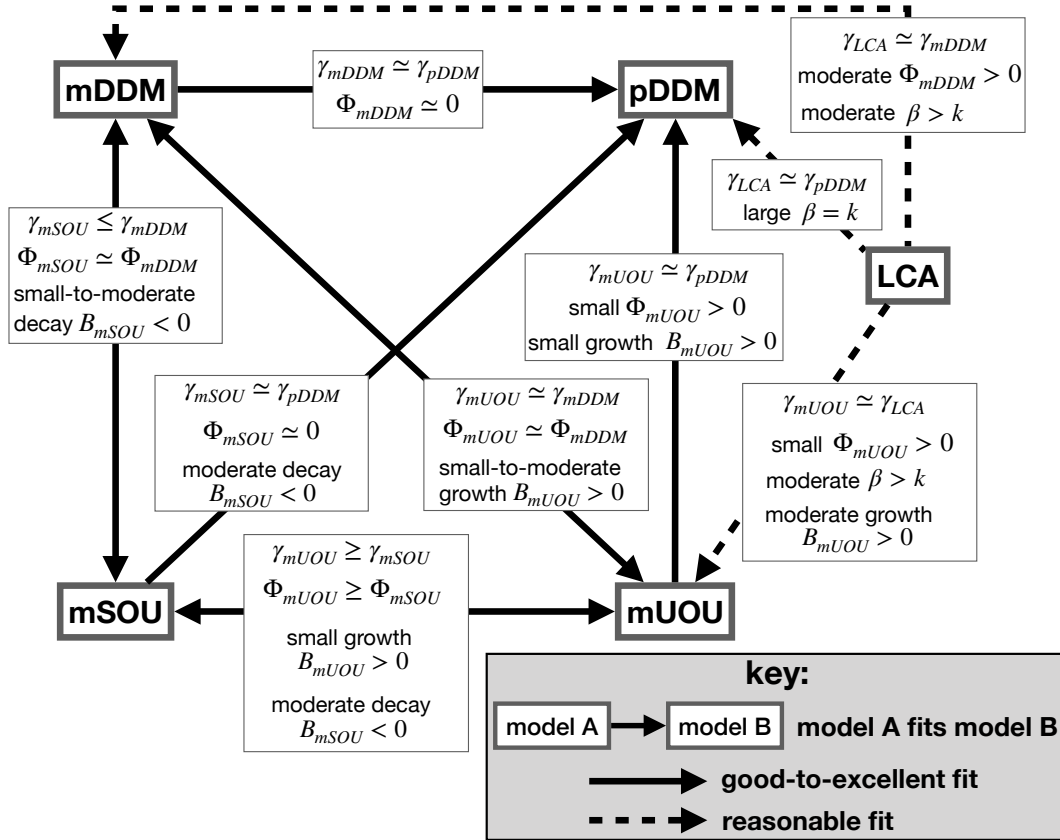 mDDM
γ_mDDM ≃ γ_pDDM
Φ_mDDM ≃ 0
pDDM
γ_LCA ≃ γ_mDDM
moderate Φ_mDDM > 0
moderate β > k
γ_LCA ≃ γ_pDDM
large β = k
LCA
γ_mSOU ≤ γ_mDDM
Φ_mSOU ≃ Φ_mDDM
small-to-moderate
decay B_mSOU < 0
γ_mUOU ≃ γ_pDDM
small Φ_mUOU > 0
small growth B_mUOU > 0
γ_mSOU ≃ γ_pDDM
Φ_mSOU ≃ 0
moderate decay
B_mSOU < 0
γ_mUOU ≃ γ_mDDM
Φ_mUOU ≃ Φ_mDDM
small-to-moderate
growth B_mUOU > 0
γ_mUOU ≃ γ_LCA
small Φ_mUOU > 0
moderate β > k
moderate growth
B_mUOU > 0
mSOU
γ_mUOU ≥ γ_mSOU
Φ_mUOU ≥ Φ_mSOU
small growth
B_mUOU > 0
moderate decay
B_mSOU < 0
mUOU
key:
model A
model B
model A fits model B
good-to-excellent fit
reasonable fit